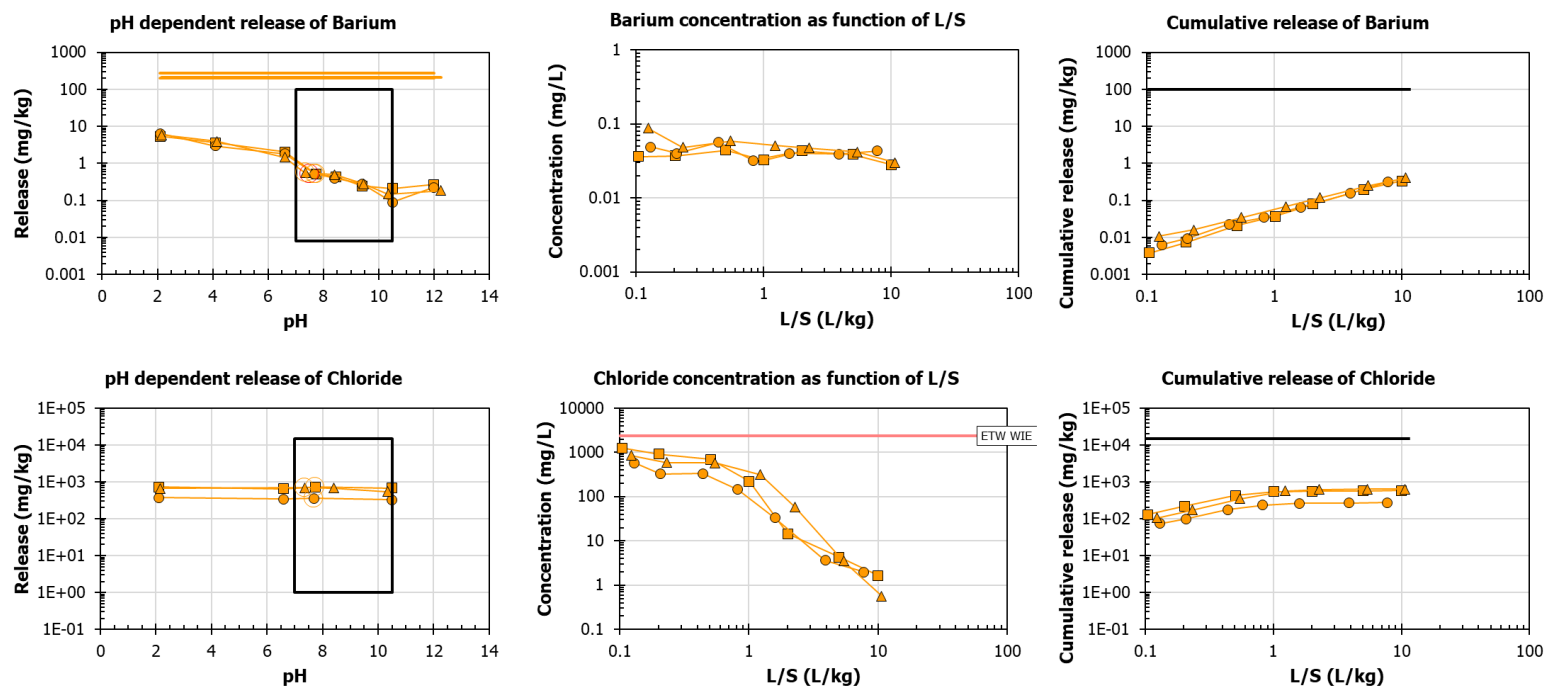 pH dependent release of Barium
Release (mg/kg)
1000
100
10
1
0.1
0.01
0.001
0 2 4 6 8 10 12 14
pH
Barium concentration as function of L/S
Concentration (mg/L)
1
0.1
0.01
0.001
0.1 1 10 100
L/S (L/kg)
Cumulative release of Barium
Cumulative release (mg/kg)
1000
100
10
1
0.1
0.01
0.001
0.1 1 10 100
L/S (L/kg)
pH dependent release of Chloride
Release (mg/kg)
1E+05
1E+04
1E+03
1E+02
1E+01
1E+00
1E-01
0 2 4 6 8 10 12 14
pH
Chloride concentration as function of L/S
Concentration (mg/L)
10000
1000
100
10
1
0.1
ETW WIE
0.1 1 10 100
L/S (L/kg)
Cumulative release of Chloride
Cumulative release (mg/kg)
1E+05
1E+04
1E+03
1E+02
1E+01
1E+00
1E-01
0.1 1 10 100
L/S (L/kg)